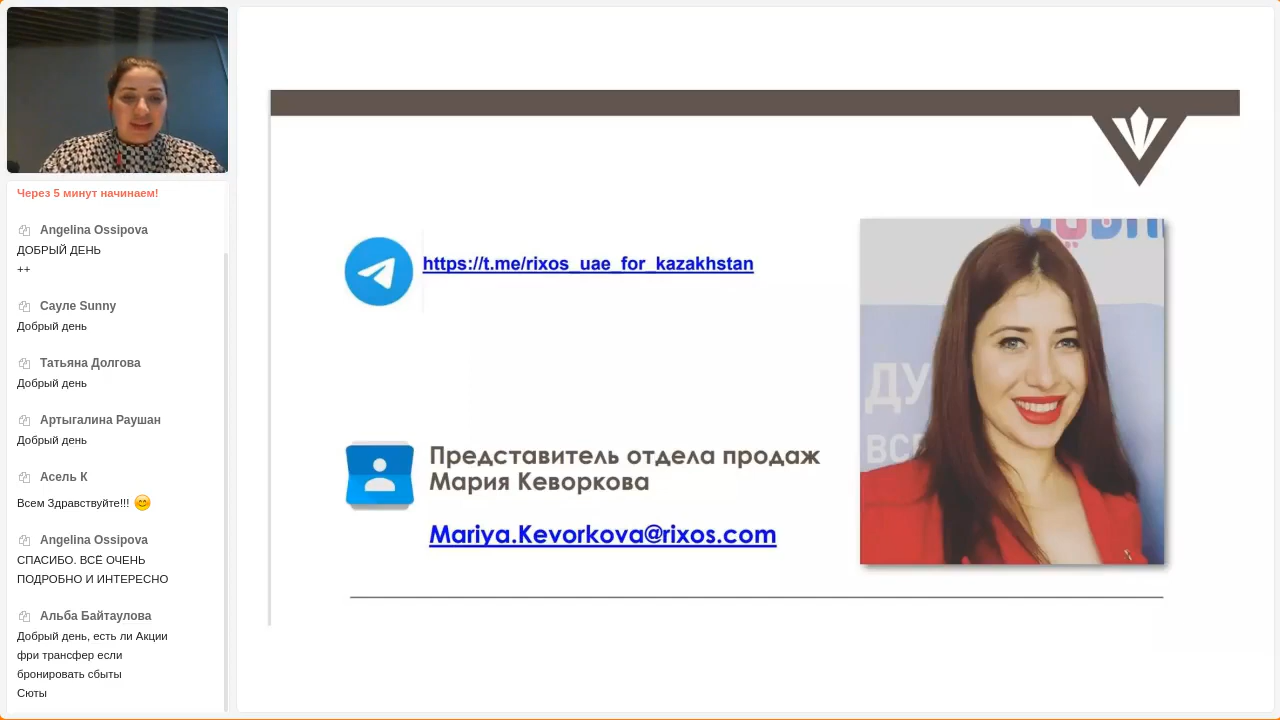 Через 5 минут начинаем!
Angelina Ossipova
ДОБРЫЙ ДЕНЬ
++
Сауле Sunny
Добрый день
Татьяна Долгова
Добрый день
Артыгалина Раушан
Добрый день
Асель К
Всем Здравствуйте!!! 😊
Angelina Ossipova
СПАСИБО. ВСЁ ОЧЕНЬ
ПОДРОБНО И ИНТЕРЕСНО
Альба Байтаулова
Добрый день, есть ли Акции
фри трансфер если
бронировать сбыты
Сюты
https://t.me/rixos_uae_for_kazakhstan
Представитель отдела продаж
Мария Кеворкова
Mariya.Kevorkova@rixos.com
ДУ
ВСЕ